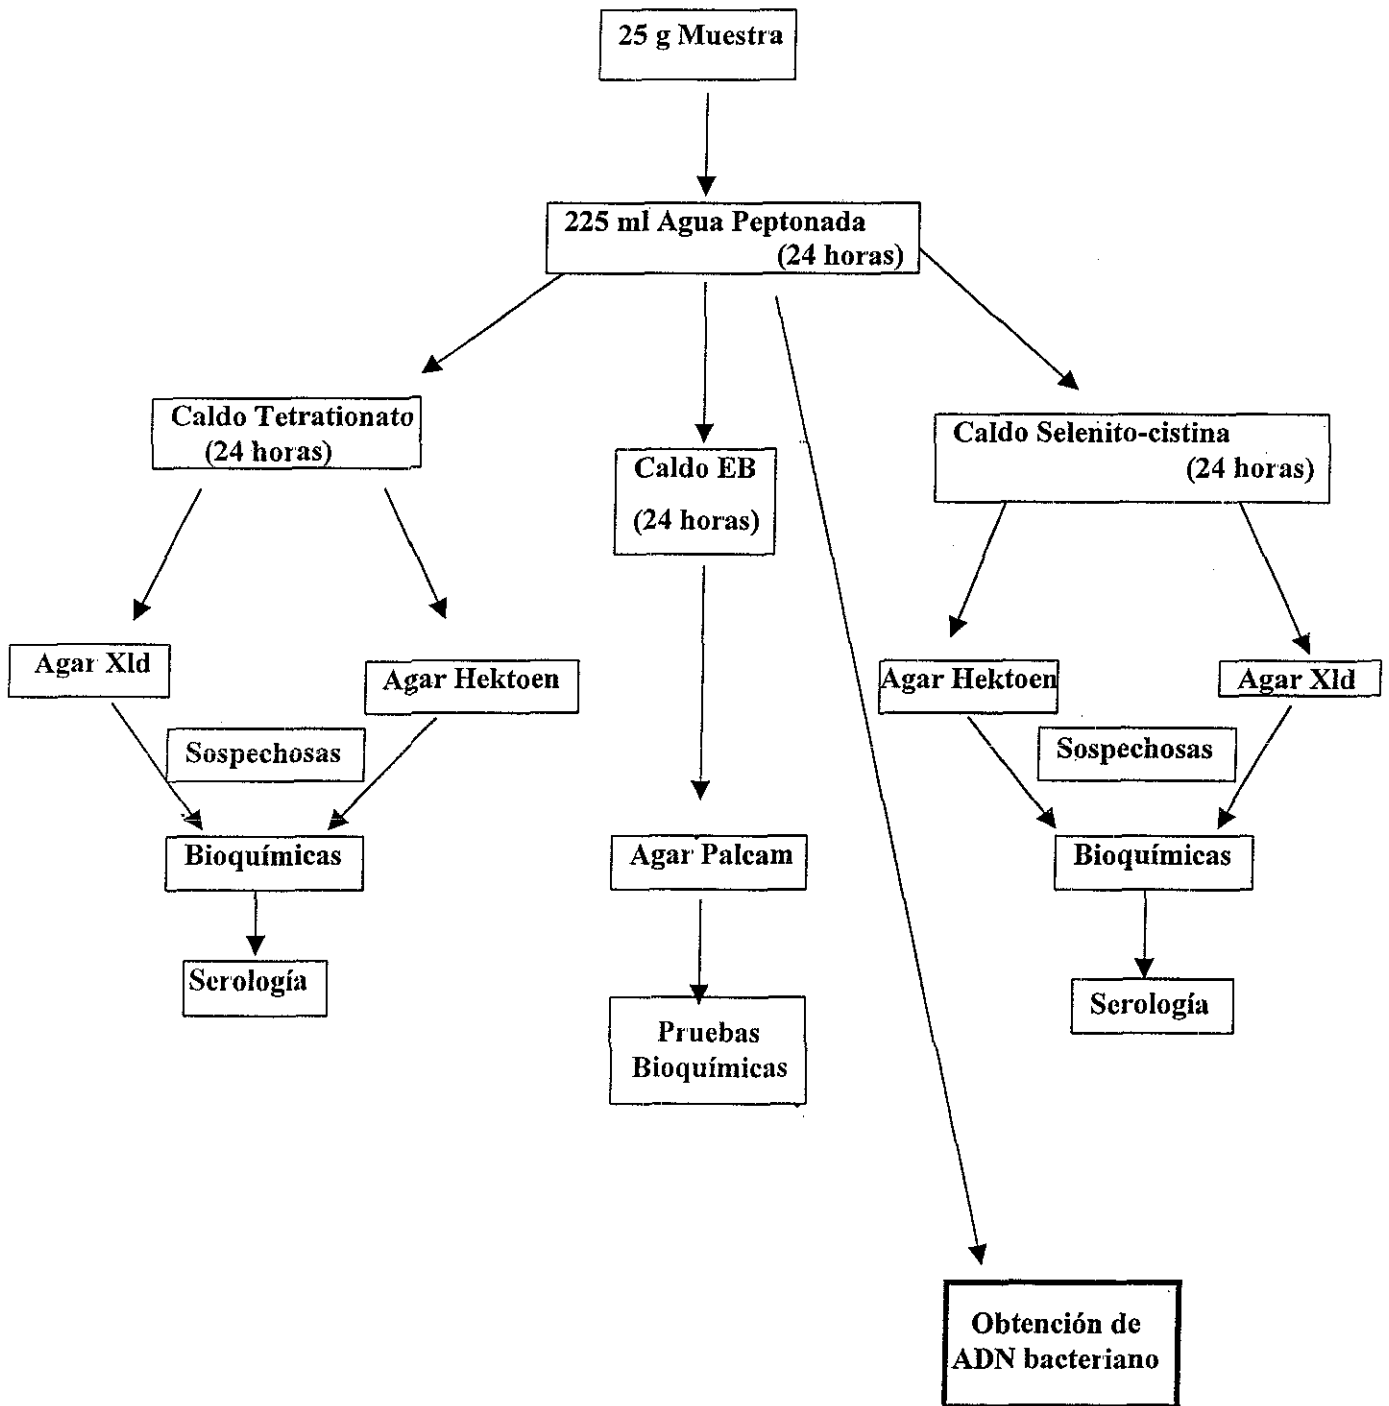 25 g Muestra
225 ml Agua Peptonada
(24 horas)
Caldo Tetrationato
(24 horas)
Caldo EB
(24 horas)
Caldo Selenito-cistina
(24 horas)
Agar Xld
Agar Hektoen
Agar Hektoen
Agar Xld
Sospechosas
Sospechosas
Bioquímicas
Agar Palcam
Bioquímicas
Serología
Pruebas
Bioquímicas
Serología
Obtención de
ADN bacteriano